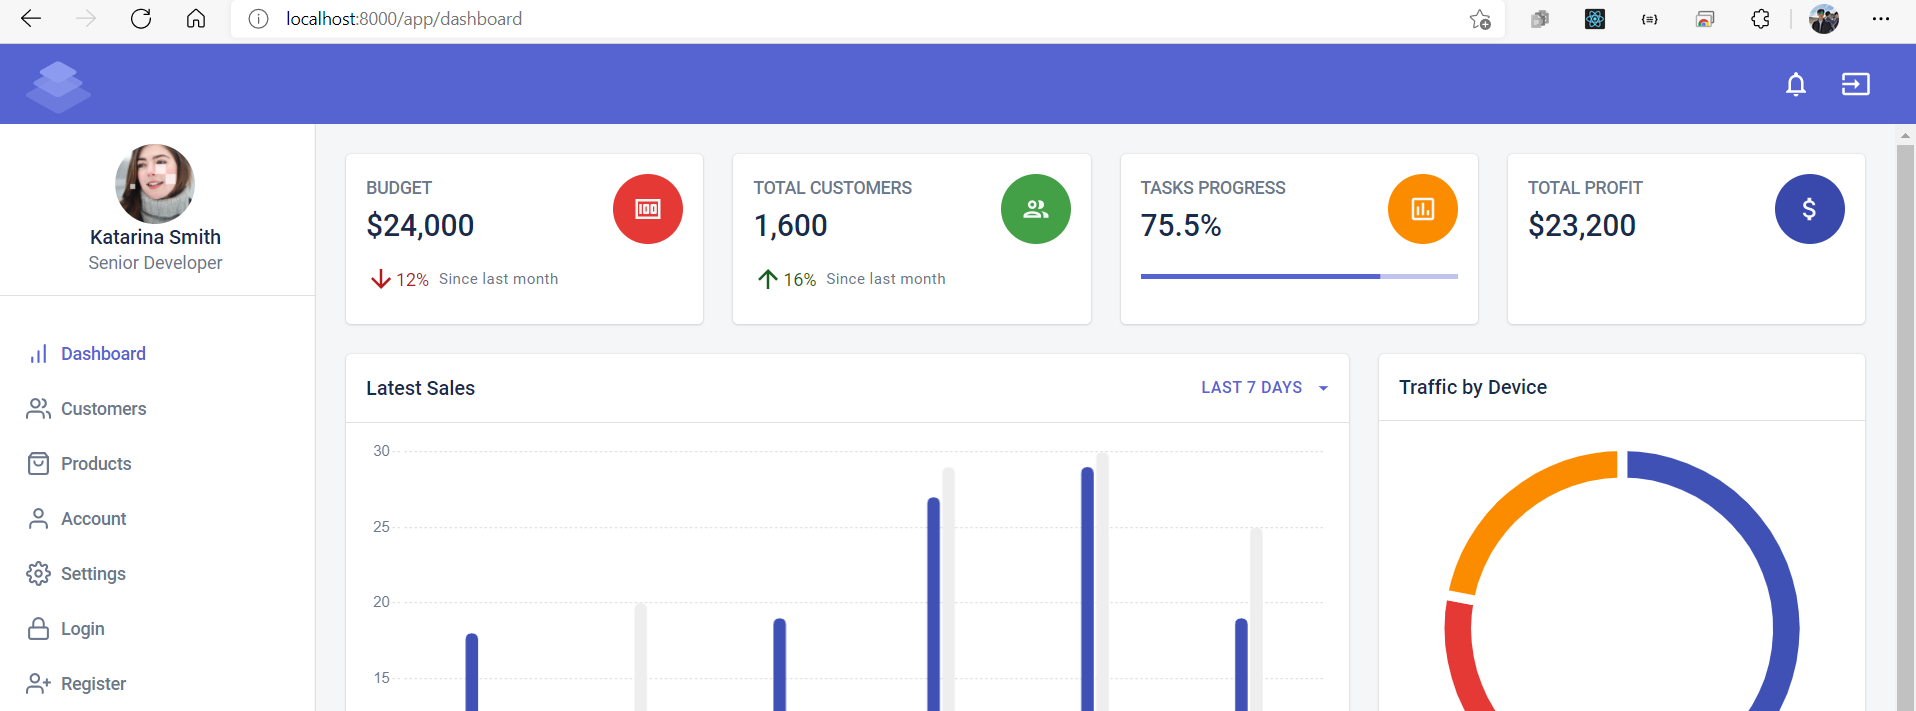 localhost:8000/app/dashboard
Katarina Smith
Senior Developer
Dashboard
Customers
Products
Account
Settings
Login
Register
BUDGET
$24,000
12% Since last month
TOTAL CUSTOMERS
1,600
16% Since last month
TASKS PROGRESS
75.5%
TOTAL PROFIT
$23,200
$
Latest Sales
LAST 7 DAYS
30
25
20
15
Traffic by Device